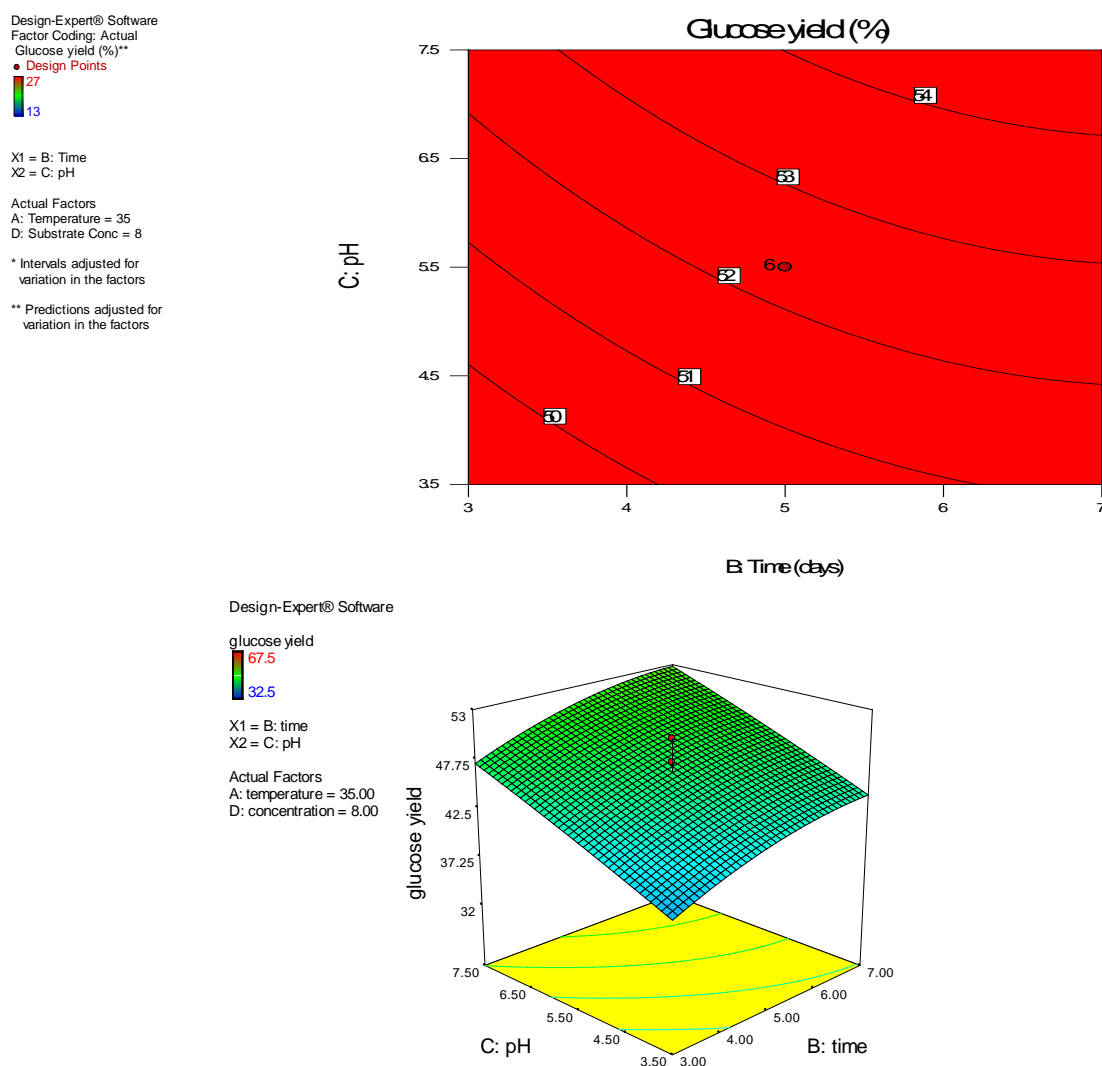 Design-Expert® Software
Factor Coding: Actual
Glucose yield (%)**
Design Points
27
13
X1 = B: Time
X2 = C: pH
Actual Factors
A: Temperature = 35
D: Substrate Conc = 8
* Intervals adjusted for
variation in the factors
** Predictions adjusted for
variation in the factors
Glucose yield (%)
7.5
6.5
5.5
4.5
3.5
C: pH
54
53
6
52
51
50
3
4
5
6
7
B: Time (days)
Design-Expert® Software
glucose yield
67.5
32.5
X1 = B: time
X2 = C: pH
Actual Factors
A: temperature = 35.00
D: concentration = 8.00
53
47.75
42.5
37.25
32
glucose yield
7.50
6.50
5.50
4.50
3.50
C: pH
3.00
4.00
5.00
6.00
7.00
B: time